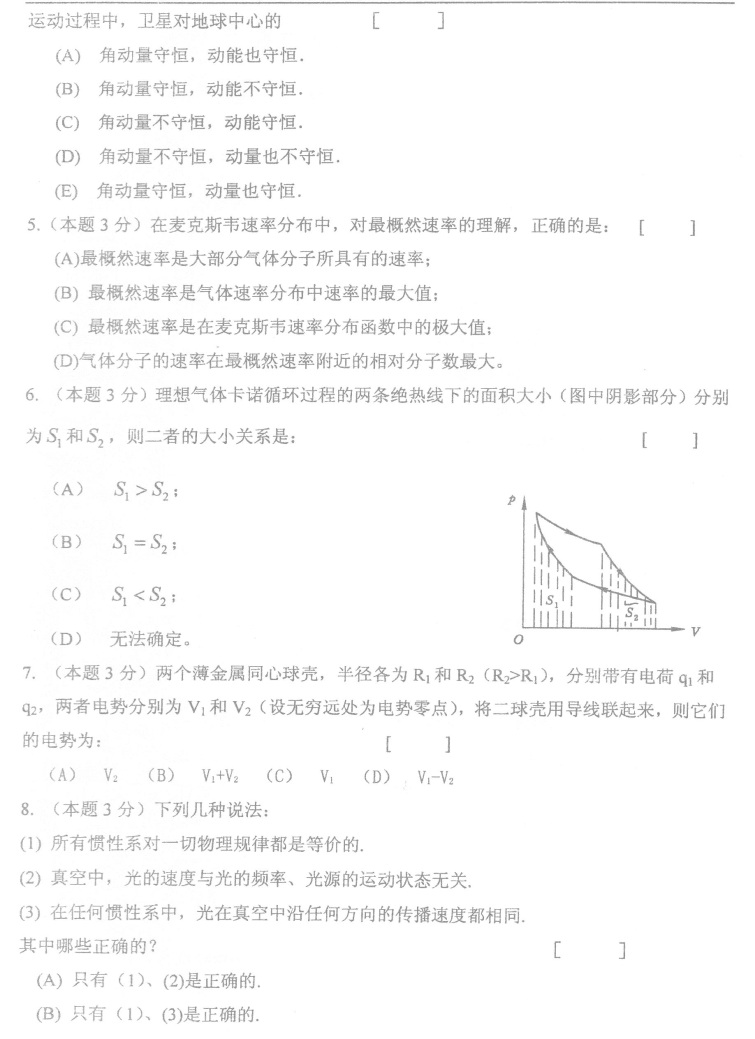 运动过程中，卫星对地球中心的 [ ]
(A) 角动量守恒，动能也守恒．
(B) 角动量守恒，动能不守恒．
(C) 角动量不守恒，动能守恒．
(D) 角动量不守恒，动量也不守恒．
(E) 角动量守恒，动量也守恒．
5.（本题 3 分）在麦克斯韦速率分布中，对最概然速率的理解，正确的是： [ ]
(A)最概然速率是大部分气体分子所具有的速率；
(B) 最概然速率是气体速率分布中速率的最大值；
(C) 最概然速率是在麦克斯韦速率分布函数中的极大值；
(D)气体分子的速率在最概然速率附近的相对分子数最大。
6. （本题 3 分）理想气体卡诺循环过程的两条绝热线下的面积大小（图中阴影部分）分别
为 S₁ 和 S₂ ，则二者的大小关系是： [ ]
（A） S₁ > S₂ ；
（B） S₁ = S₂ ；
（C） S₁ < S₂ ；
（D） 无法确定。
p
S₁
S₂
O
V
7. （本题 3 分）两个薄金属同心球壳，半径各为 R₁ 和 R₂（R₂>R₁），分别带有电荷 q₁ 和
q₂，两者电势分别为 V₁ 和 V₂（设无穷远处为电势零点），将二球壳用导线联起来，则它们
的电势为： [ ]
（A） V₂ （B） V₁+V₂ （C） V₁ （D） V₁−V₂
8. （本题 3 分）下列几种说法：
(1) 所有惯性系对一切物理规律都是等价的.
(2) 真空中，光的速度与光的频率、光源的运动状态无关.
(3) 在任何惯性系中，光在真空中沿任何方向的传播速度都相同.
其中哪些正确的？ [ ]
(A) 只有（1）、(2)是正确的.
(B) 只有（1）、(3)是正确的.